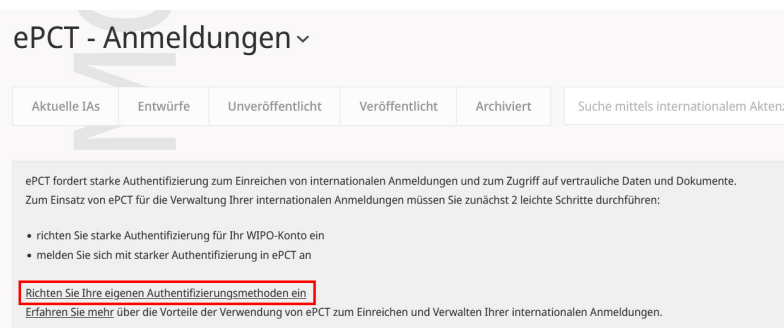 ePCT - Anmeldungen
Aktuelle IAs Entwürfe Unveröffentlicht Veröffentlicht Archiviert Suche mittels internationalem
ePCT fordert starke Authentifizierung zum Einreichen von internationalen Anmeldungen und zum Zugriff auf vertrauliche Daten und Dokumente.
Zum Einsatz von ePCT für die Verwaltung Ihrer internationalen Anmeldungen müssen Sie zunächst 2 leichte Schritte durchführen:
• richten Sie starke Authentifizierung für Ihr WIPO-Konto ein
• melden Sie sich mit starker Authentifizierung in ePCT an
Richten Sie Ihre eigenen Authentifizierungsmethoden ein
Erfahren Sie mehr über die Vorteile der Verwendung von ePCT zum Einreichen und Verwalten Ihrer internationalen Anmeldungen.